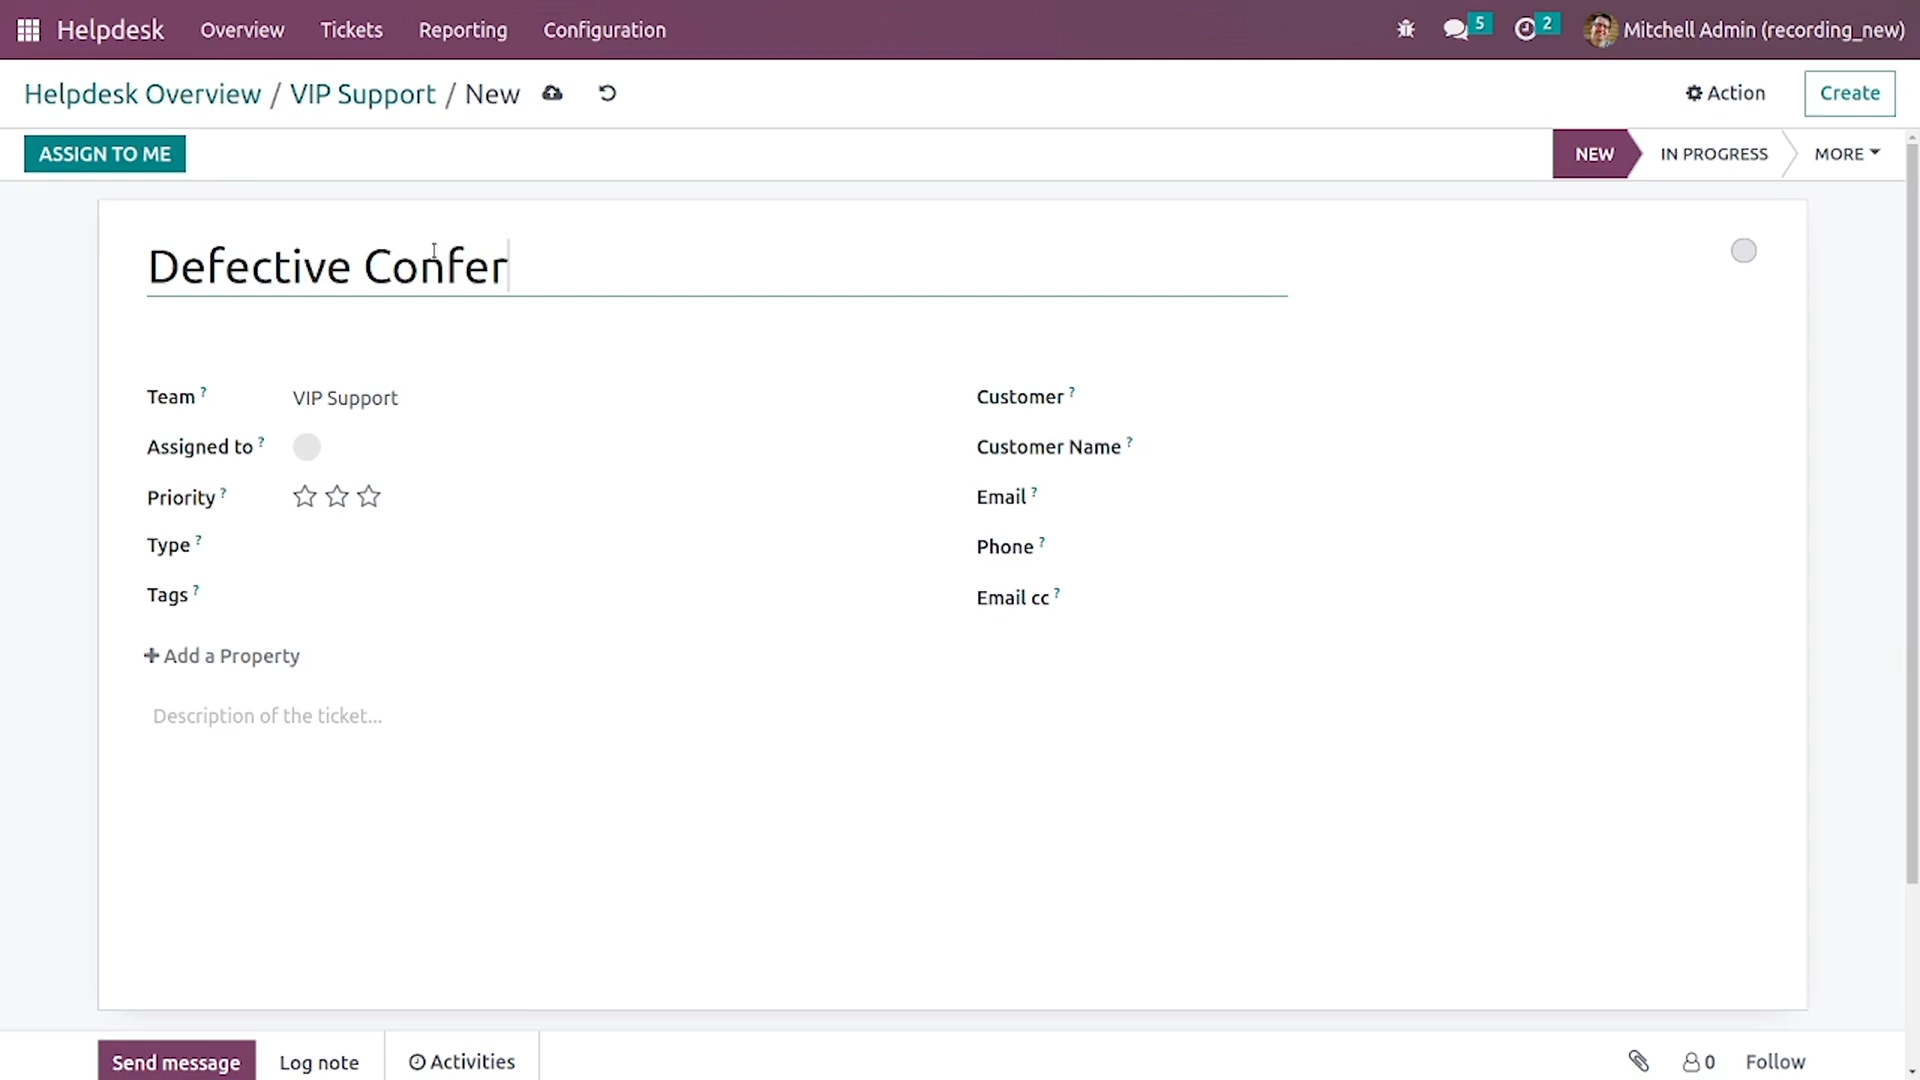 Helpdesk Overview Tickets Reporting Configuration 5 2 Mitchell Admin (recording_new)
Helpdesk Overview / VIP Support / New Action Create
ASSIGN TO ME NEW IN PROGRESS MORE
Defective Confer
Team ? VIP Support Customer ?
Assigned to ? Customer Name ?
Priority ? Email ?
Type ? Phone ?
Tags ? Email cc ?
Add a Property
Description of the ticket...
Send message Log note Activities 0 Follow